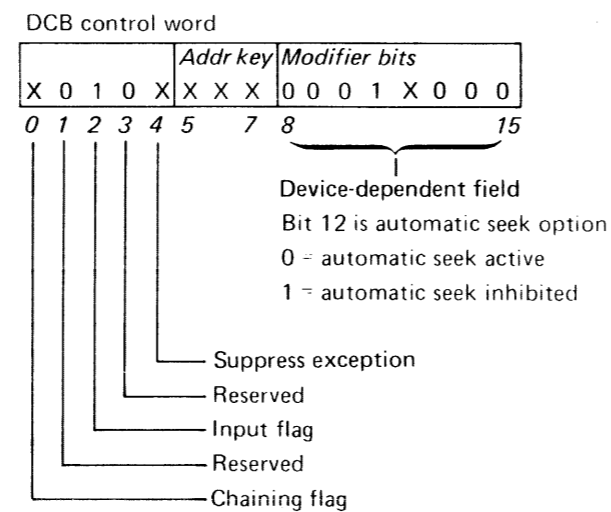 DCB control word
Addr key Modifier bits
X 0 1 0 X X X X 0 0 0 1 X 0 0 0
0 1 2 3 4 5 7 8 15
Device-dependent field
Bit 12 is automatic seek option
0 = automatic seek active
1 = automatic seek inhibited
Suppress exception
Reserved
Input flag
Reserved
Chaining flag